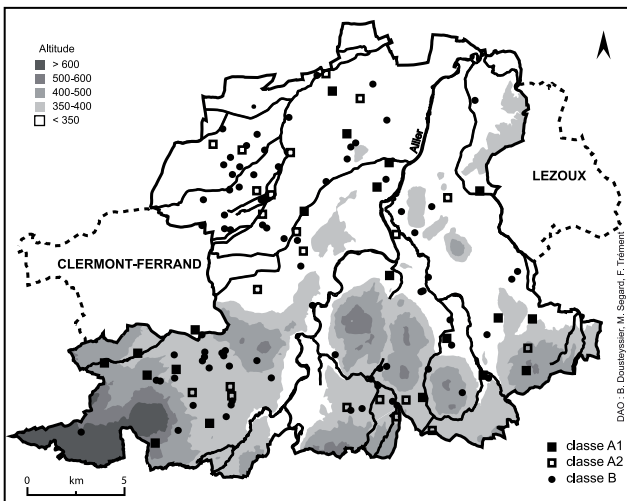 Altitude
> 600
500-600
400-500
350-400
< 350
Allier
LEZOUX
CLERMONT-FERRAND
DAO : B. Dousteyssier, M. Segard, F. Trément
classe A1
classe A2
classe B
0 km 5